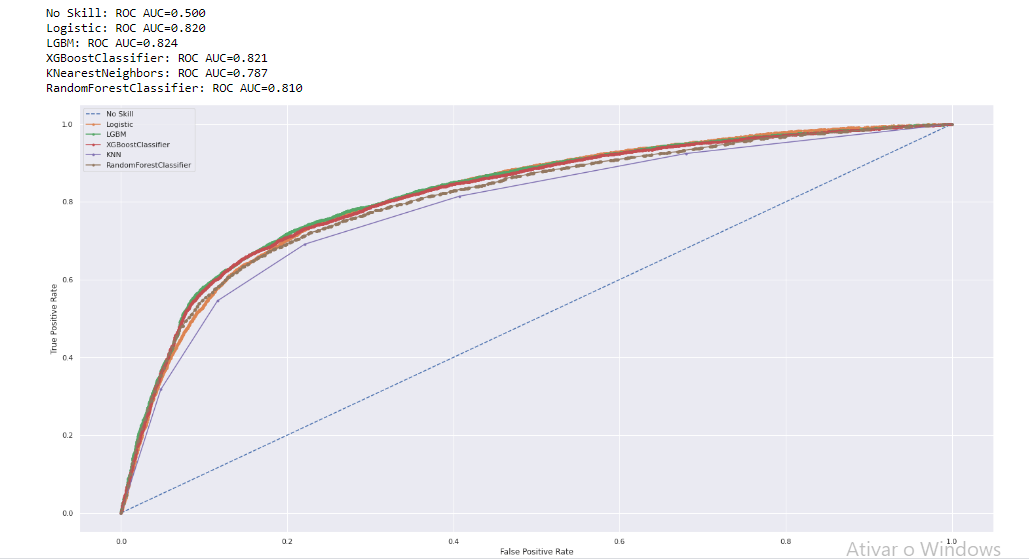 No Skill: ROC AUC=0.500
Logistic: ROC AUC=0.820
LGBM: ROC AUC=0.824
XGBoostClassifier: ROC AUC=0.821
KNearestNeighbors: ROC AUC=0.787
RandomForestClassifier: ROC AUC=0.810
No Skill
Logistic
LGBM
XGBoostClassifier
KNN
RandomForestClassifier
1.0
0.8
0.6
0.4
0.2
0.0
True Positive Rate
0.0 0.2 0.4 0.6 0.8 1.0
False Positive Rate
Ativar o Windows